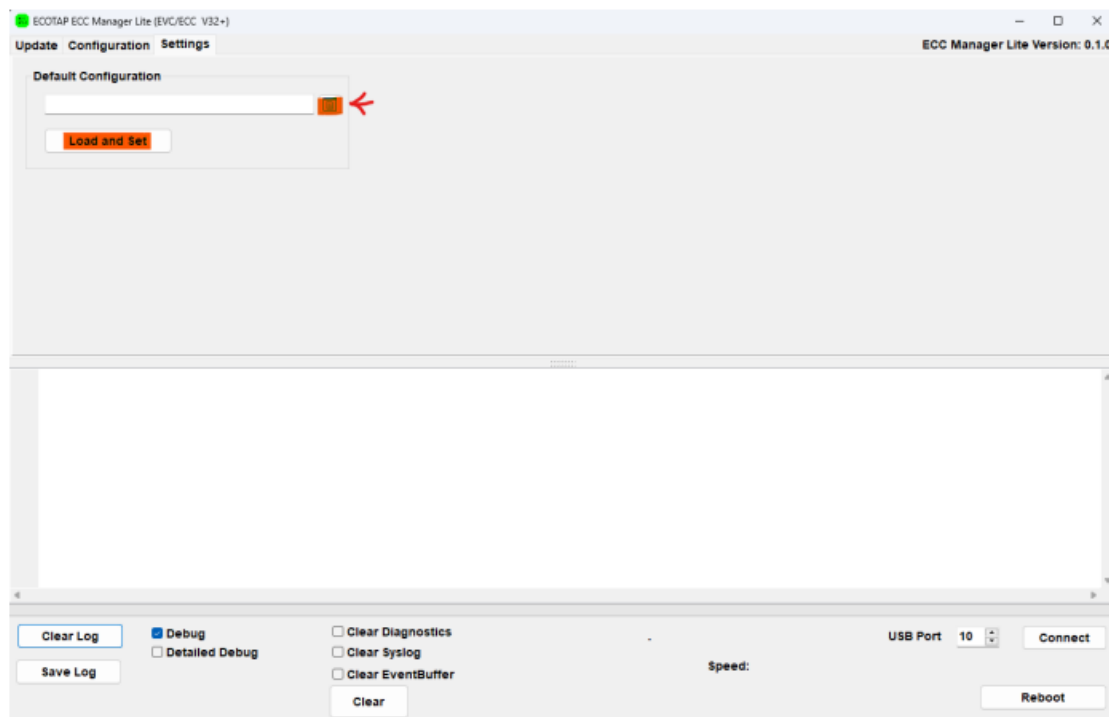 ECOTAP ECC Manager Lite (EVC/ECC V32+)
Update Configuration Settings
ECC Manager Lite Version: 0.1.0
Default Configuration
Load and Set
Clear Log
Debug
Clear Diagnostics
USB Port 10
Connect
Detailed Debug
Clear Syslog
Save Log
Clear EventBuffer
Speed:
Clear
Reboot